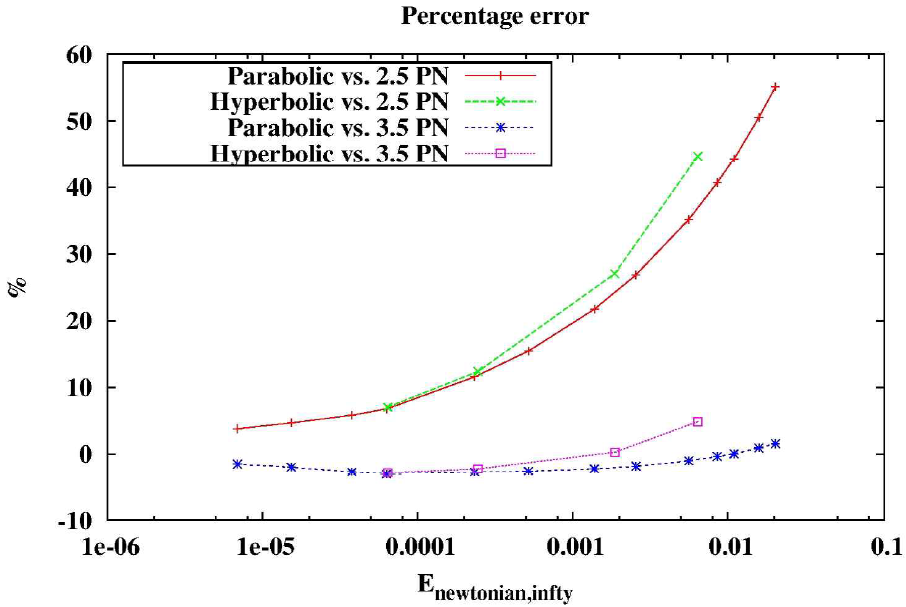 Percentage error
60
50
40
30
20
10
0
-10
%
Parabolic vs. 2.5 PN
Hyperbolic vs. 2.5 PN
Parabolic vs. 3.5 PN
Hyperbolic vs. 3.5 PN
1e-06 1e-05 0.0001 0.001 0.01 0.1
E newtonian,infty